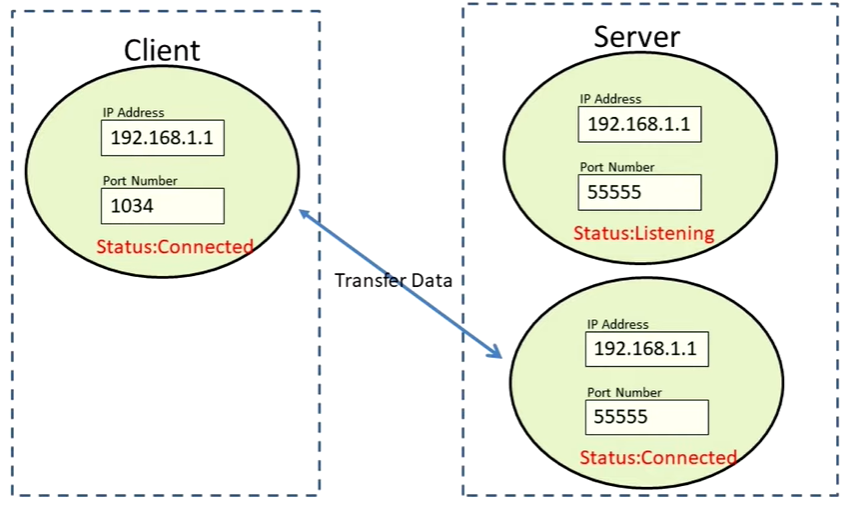 Client
IP Address
192.168.1.1
Port Number
1034
Status:Connected
Transfer Data
Server
IP Address
192.168.1.1
Port Number
55555
Status:Listening
IP Address
192.168.1.1
Port Number
55555
Status:Connected